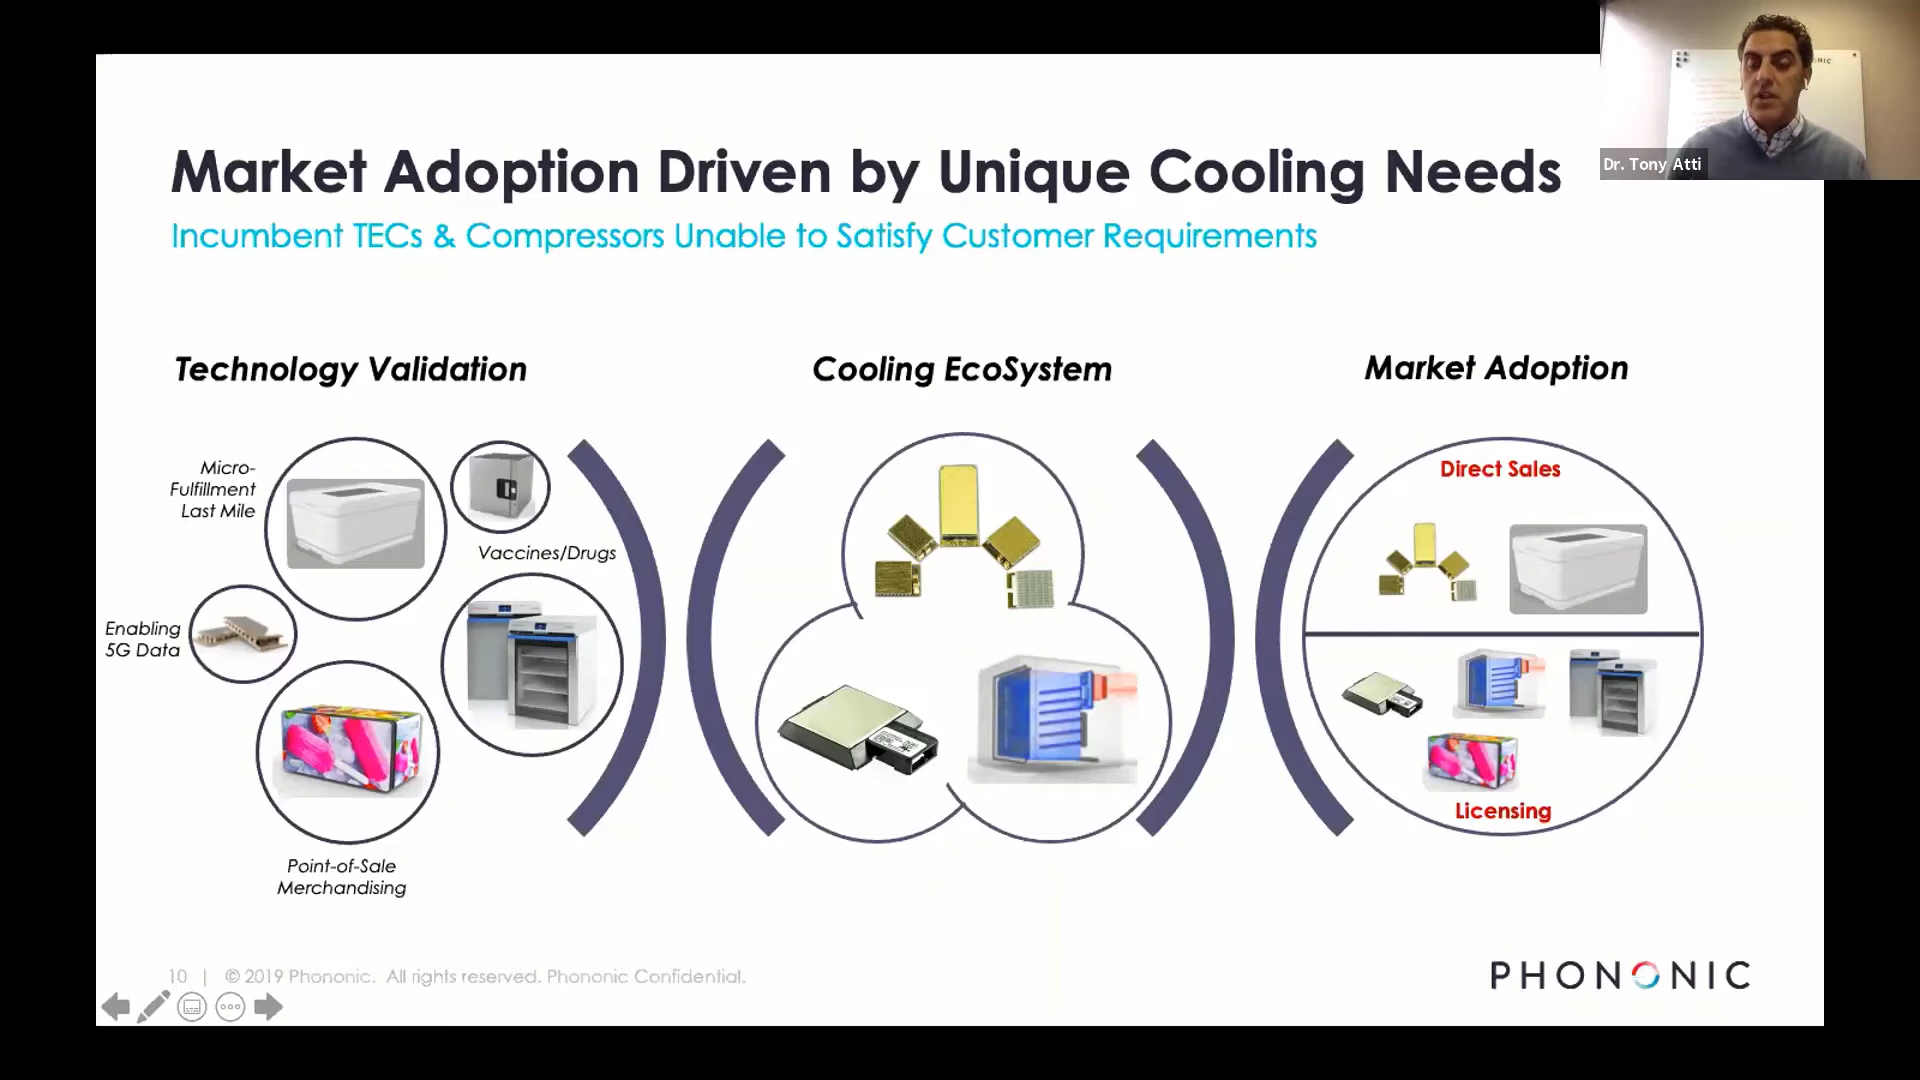 Market Adoption Driven by Unique Cooling Needs
Incumbent TECs & Compressors Unable to Satisfy Customer Requirements
Dr. Tony Atti
Technology Validation
Micro-
Fulfillment
Last Mile
Vaccines/Drugs
Enabling
5G Data
Point-of-Sale
Merchandising
Cooling EcoSystem
Market Adoption
Direct Sales
Licensing
10 | © 2019 Phononic. All rights reserved. Phononic Confidential.
PHONONIC